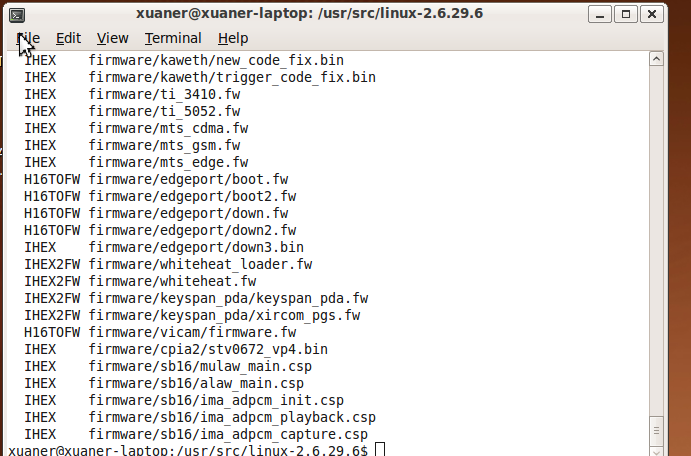 xuaner@xuaner-laptop: /usr/src/linux-2.6.29.6
File Edit View Terminal Help
IHEX firmware/kaweth/new_code_fix.bin
IHEX firmware/kaweth/trigger_code_fix.bin
IHEX firmware/ti_3410.fw
IHEX firmware/ti_5052.fw
IHEX firmware/mts_cdma.fw
IHEX firmware/mts_gsm.fw
IHEX firmware/mts_edge.fw
H16TOFW firmware/edgeport/boot.fw
H16TOFW firmware/edgeport/boot2.fw
H16TOFW firmware/edgeport/down.fw
H16TOFW firmware/edgeport/down2.fw
IHEX firmware/edgeport/down3.bin
IHEX2FW firmware/whiteheat_loader.fw
IHEX2FW firmware/whiteheat.fw
IHEX2FW firmware/keyspan_pda/keyspan_pda.fw
IHEX2FW firmware/keyspan_pda/xircom_pgs.fw
H16TOFW firmware/vicam/firmware.fw
IHEX firmware/cpia2/stv0672_vp4.bin
IHEX firmware/sb16/mulaw_main.csp
IHEX firmware/sb16/alaw_main.csp
IHEX firmware/sb16/ima_adpcm_init.csp
IHEX firmware/sb16/ima_adpcm_playback.csp
IHEX firmware/sb16/ima_adpcm_capture.csp
xuaner@xuaner-laptop:/usr/src/linux-2.6.29.6$